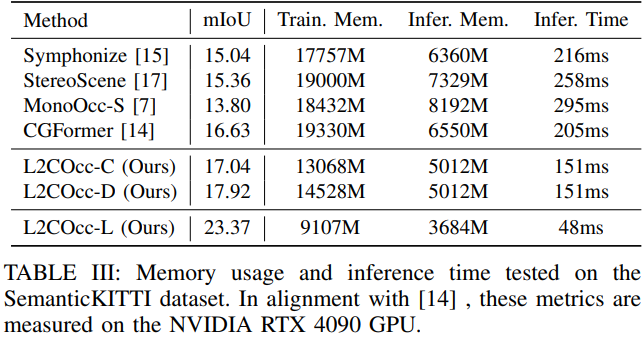 Method mIoU Train. Mem. Infer. Mem. Infer. Time
Symphonize [15] 15.04 17757M 6360M 216ms
StereoScene [17] 15.36 19000M 7329M 258ms
MonoOcc-S [7] 13.80 18432M 8192M 295ms
CGFormer [14] 16.63 19330M 6550M 205ms
L2COcc-C (Ours) 17.04 13068M 5012M 151ms
L2COcc-D (Ours) 17.92 14528M 5012M 151ms
L2COcc-L (Ours) 23.37 9107M 3684M 48ms
TABLE III: Memory usage and inference time tested on the
SemanticKITTI dataset. In alignment with [14] , these metrics are
measured on the NVIDIA RTX 4090 GPU.